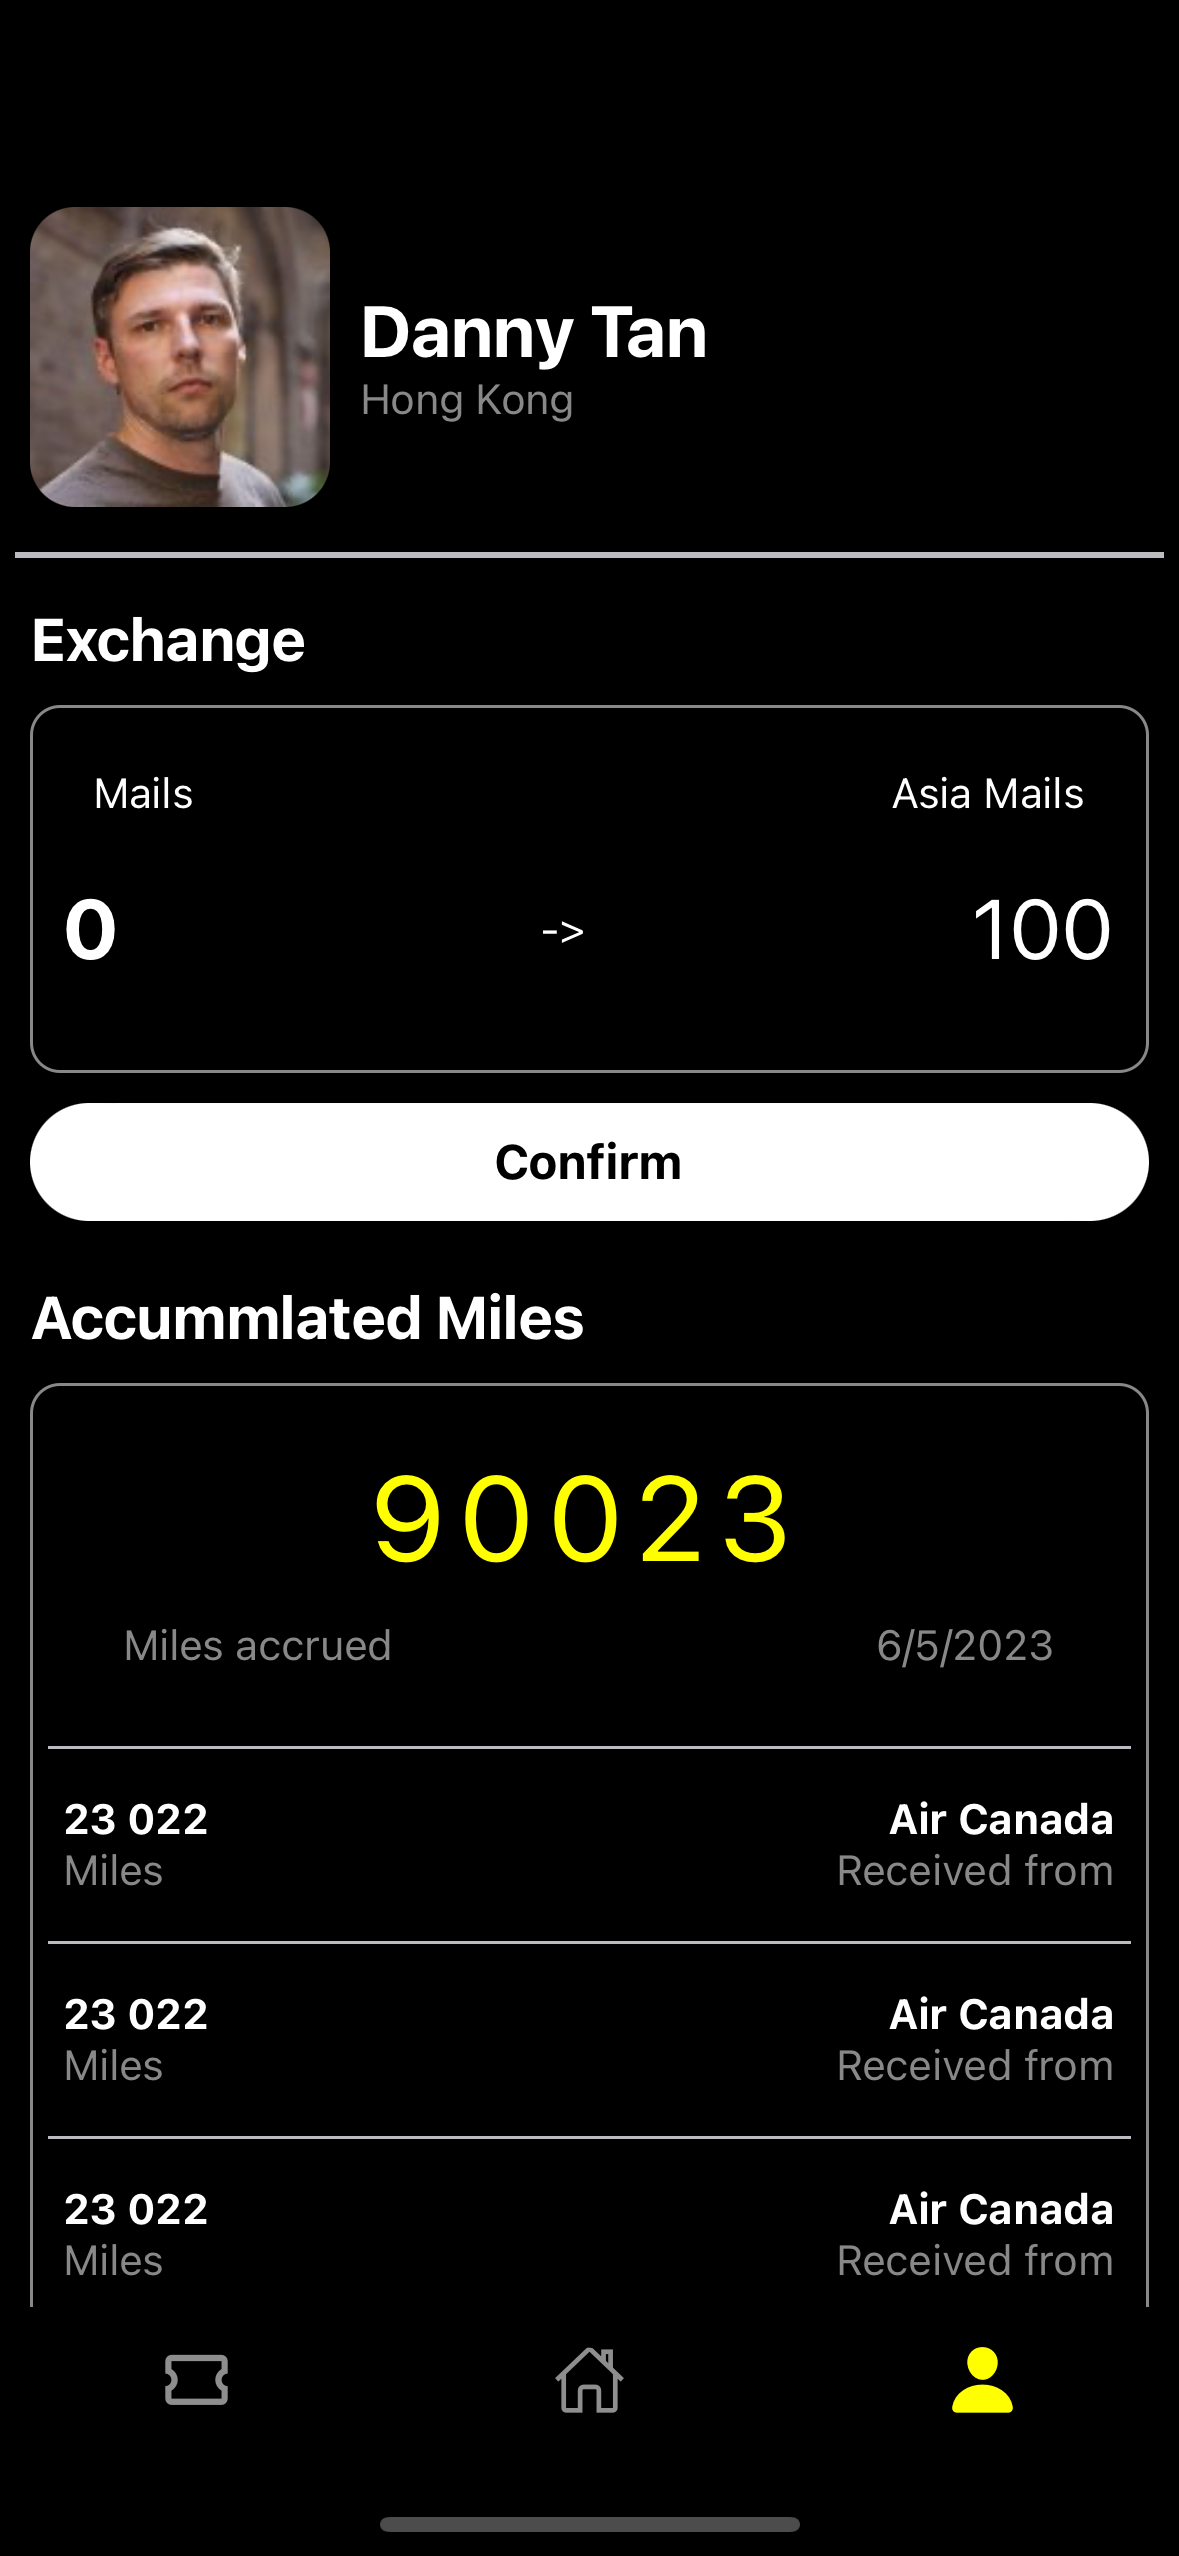 Danny Tan
Hong Kong
Exchange
Mails Asia Mails
0 -> 100
Confirm
Accummlated Miles
90023
Miles accrued 6/5/2023
23 022 Air Canada
Miles Received from
23 022 Air Canada
Miles Received from
23 022 Air Canada
Miles Received from